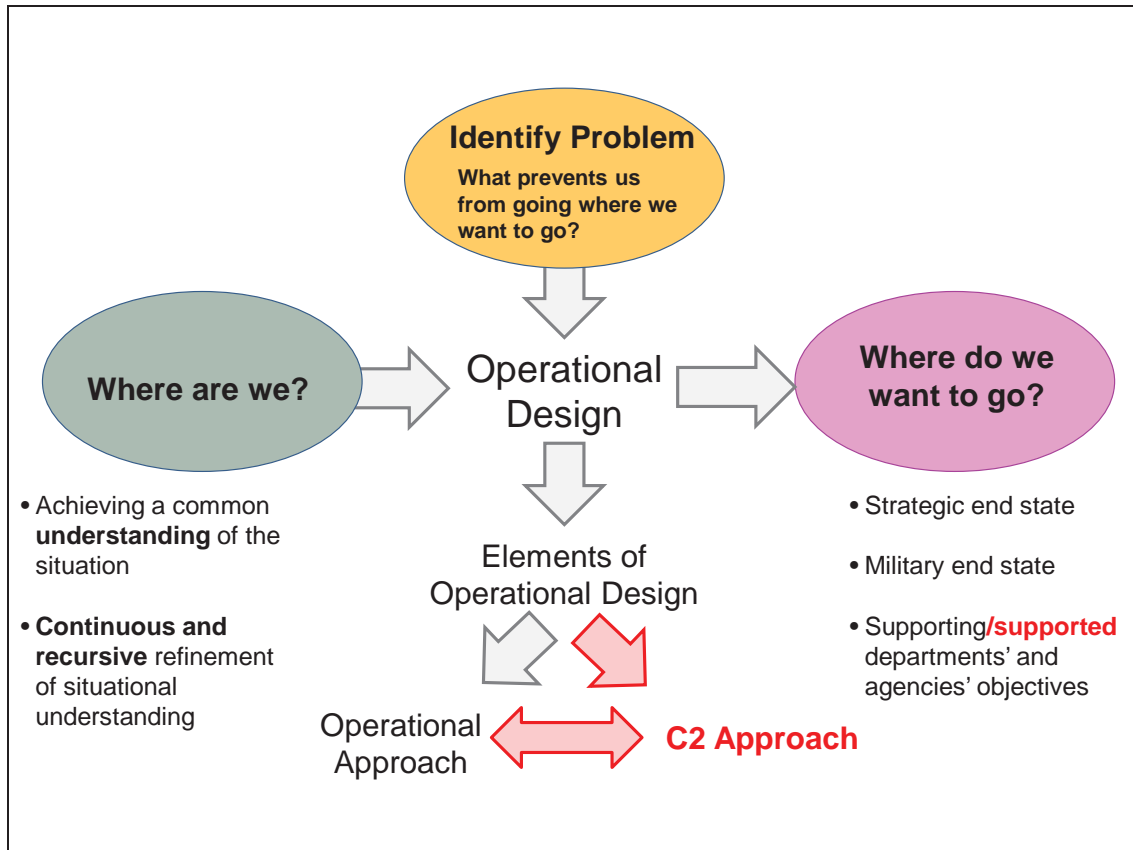 Identify Problem
What prevents us
from going where we
want to go?
Where are we?
Operational
Design
Where do we
want to go?
• Achieving a common
understanding of the
situation
• Continuous and
recursive refinement
of situational
understanding
Elements of
Operational Design
Operational
Approach
C2 Approach
• Strategic end state
• Military end state
• Supporting/supported
departments’ and
agencies’ objectives